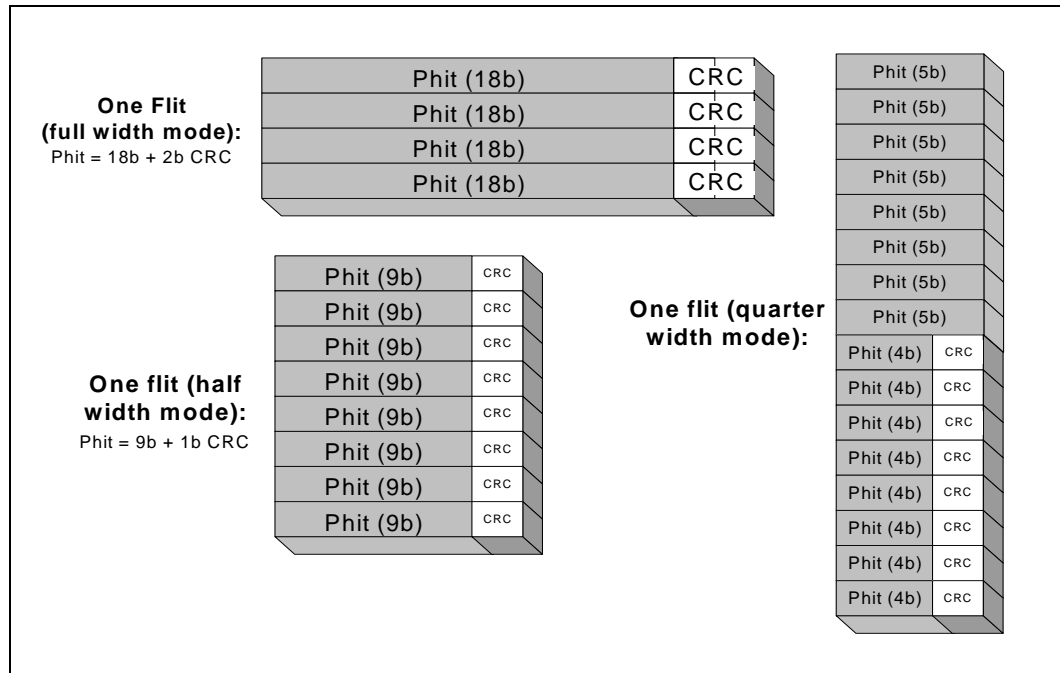 One Flit
(full width mode):
Phit = 18b + 2b CRC
Phit (18b) CRC
Phit (18b) CRC
Phit (18b) CRC
Phit (18b) CRC
One flit (half
width mode):
Phit = 9b + 1b CRC
Phit (9b) CRC
Phit (9b) CRC
Phit (9b) CRC
Phit (9b) CRC
Phit (9b) CRC
Phit (9b) CRC
Phit (9b) CRC
Phit (9b) CRC
One flit (quarter
width mode):
Phit (5b)
Phit (5b)
Phit (5b)
Phit (5b)
Phit (5b)
Phit (5b)
Phit (5b)
Phit (5b)
Phit (4b) CRC
Phit (4b) CRC
Phit (4b) CRC
Phit (4b) CRC
Phit (4b) CRC
Phit (4b) CRC
Phit (4b) CRC
Phit (4b) CRC